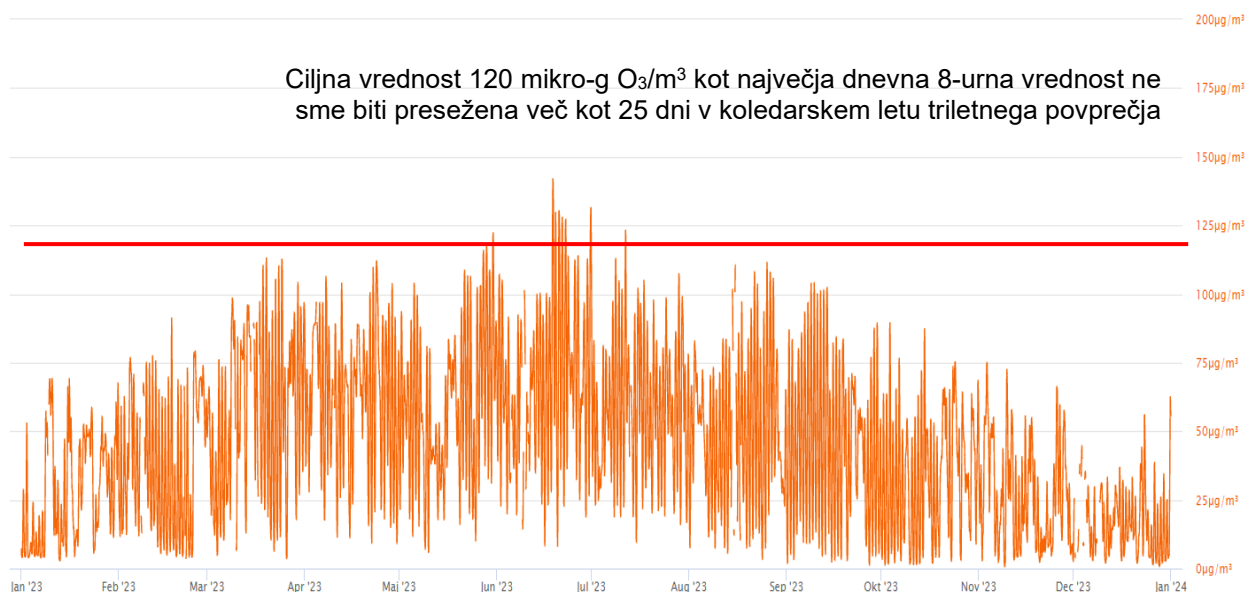 200µg/m³
Ciljna vrednost 120 mikro-g O₃/m³ kot največja dnevna 8-urna vrednost ne
175µg/m³
sme biti presežena več kot 25 dni v koledarskem letu triletnega povprečja
150µg/m³
125µg/m³
100µg/m³
75µg/m³
50µg/m³
25µg/m³
0µg/m³
Jan '23 Feb '23 Mar '23 Apr '23 Maj '23 Jun '23 Jul '23 Aug '23 Sep '23 Okt '23 Nov '23 Dec '23 Jan '24